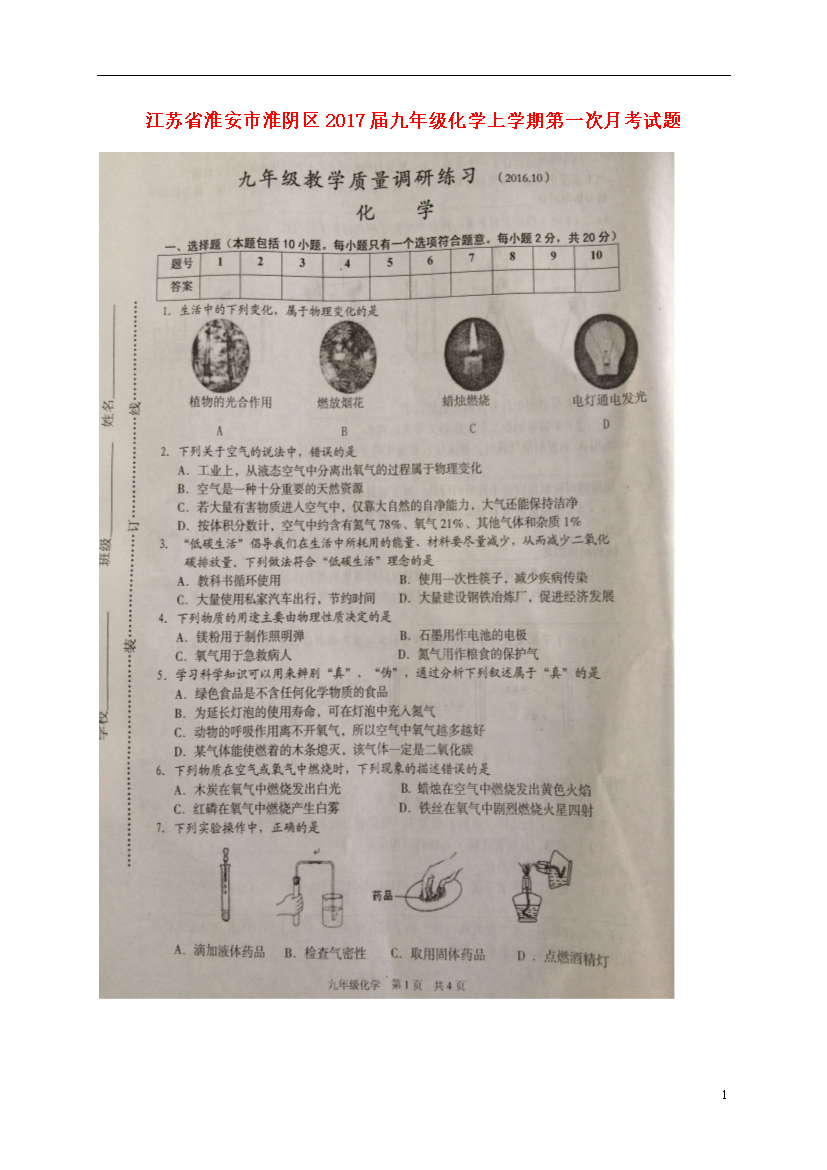 江苏省淮安市淮阴区2017届九年级化学上学期第一次月考试题
九年级教学质量调研练习 (2016.10)
化 学
一、选择题(本题包括10小题。每小题只有一个选项符合题意。每小题2分,共20分)
题号 1 2 3 4 5 6 7 8 9 10
答案
1. 生活中的下列变化,属于物理变化的是
植物的光合作用 燃放烟花 蜡烛燃烧 电灯通电发光
A B C D
2. 下列关于空气的说法中,错误的是
A. 工业上,从液态空气中分离出氧气的过程属于物理变化
B. 空气是一种十分重要的天然资源
C. 若大量有害物质进入空气中,仅靠大自然的自净能力,大气还能保持洁净
D. 按体积分数计,空气中约含有氮气78%、氧气21%、其他气体和杂质1%
3. “低碳生活”倡导我们在生活中所耗用的能量、材料要尽量减少,从而减少二氧化
碳排放量,下列做法符合“低碳生活”理念的是
A. 教科书循环使用 B. 使用一次性筷子,减少疾病传染
C. 大量使用私家汽车出行,节约时间 D. 大量建设钢铁冶炼厂,促进经济发展
4. 下列物质的用途主要由物理性质决定的是
A. 镁粉用于制作照明弹 B. 石墨用作电池的电极
C. 氧气用于急救病人 D. 氮气用作粮食的保护气
5. 学习科学知识可以用来辨别“真”、“伪”,通过分析下列叙述属于“真”的是
A. 绿色食品是不含任何化学物质的食品
B. 为延长灯泡的使用寿命,可在灯泡中充入氮气
C. 动物的呼吸作用离不开氧气,所以空气中氧气越多越好
D. 某气体能使燃着的木条熄灭,该气体一定是二氧化碳
6. 下列物质在空气或氧气中燃烧时,下列现象的描述错误的是
A. 木炭在氧气中燃烧发出白光 B. 蜡烛在空气中燃烧发出黄色火焰
C. 红磷在氧气中燃烧产生白雾 D. 铁丝在氧气中剧烈燃烧火星四射
7. 下列实验操作中,正确的是
药品
A. 滴加液体药品 B. 检查气密性 C. 取用固体药品 D . 点燃酒精灯
九年级化学 第1页 共4页
学校 班级 姓名
装 订 线
1